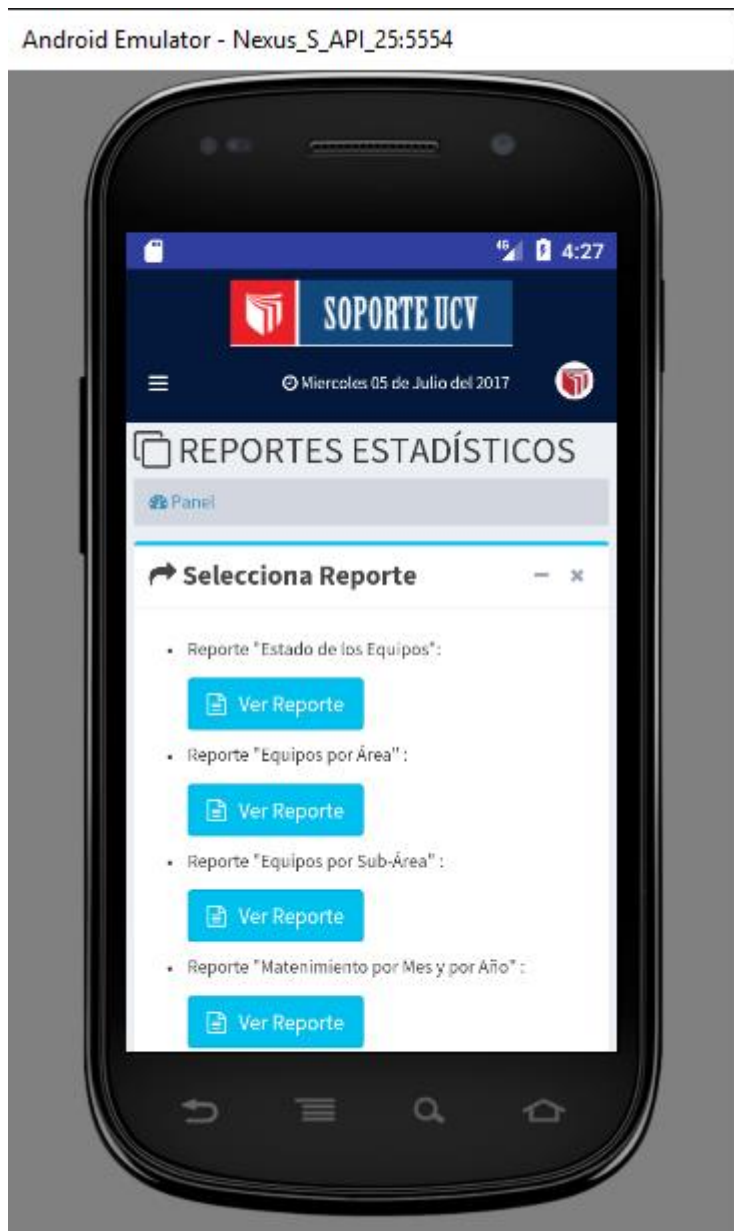 Android Emulator - Nexus_S_API_25:5554
4G 4:27
SOPORTE UCV
Miercoles 05 de Julio del 2017
REPORTES ESTADÍSTICOS
Panel
Selecciona Reporte
Reporte "Estado de los Equipos":
Ver Reporte
Reporte "Equipos por Área" :
Ver Reporte
Reporte "Equipos por Sub-Área" :
Ver Reporte
Reporte "Matenimiento por Mes y por Año" :
Ver Reporte